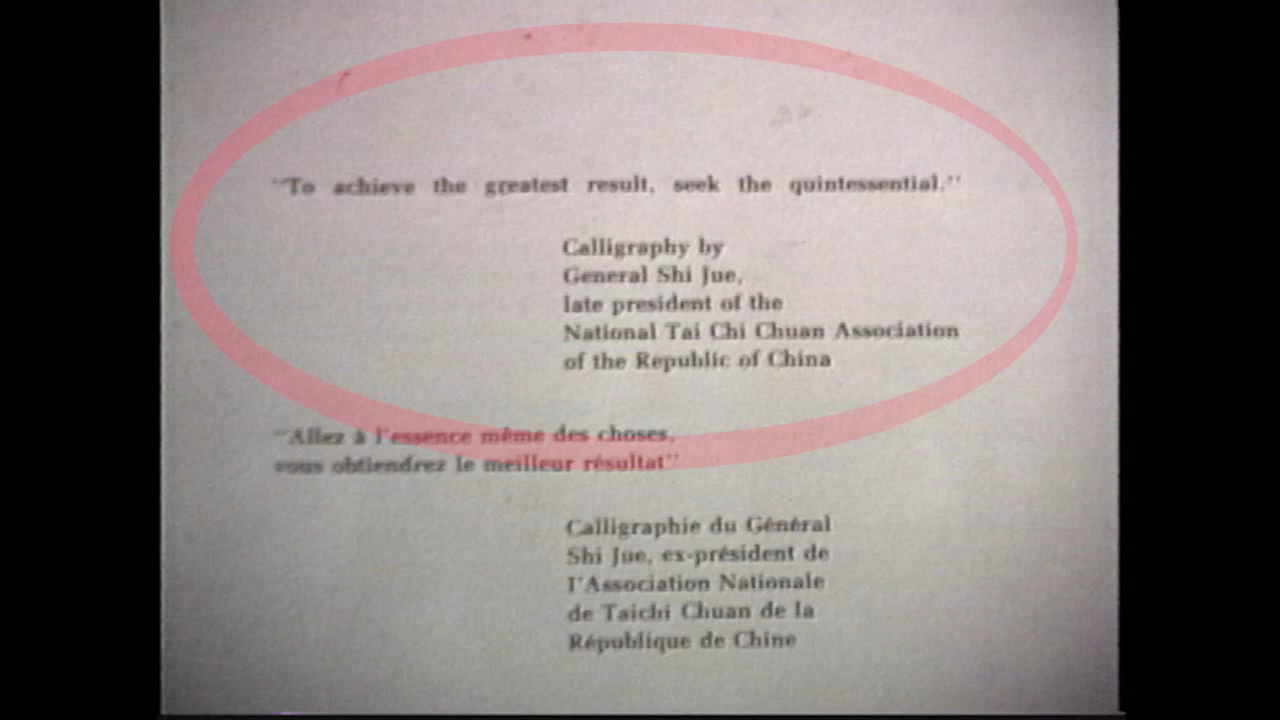 "To achieve the greatest result, seek the quintessential."
Calligraphy by
General Shi Jue,
late president of the
National Tai Chi Chuan Association
of the Republic of China
"Allez à l'essence même des choses,
vous obtiendrez le meilleur résultat"
Calligraphie du Général
Shi Jue, ex-président de
l'Association Nationale
de Taichi Chuan de la
République de Chine